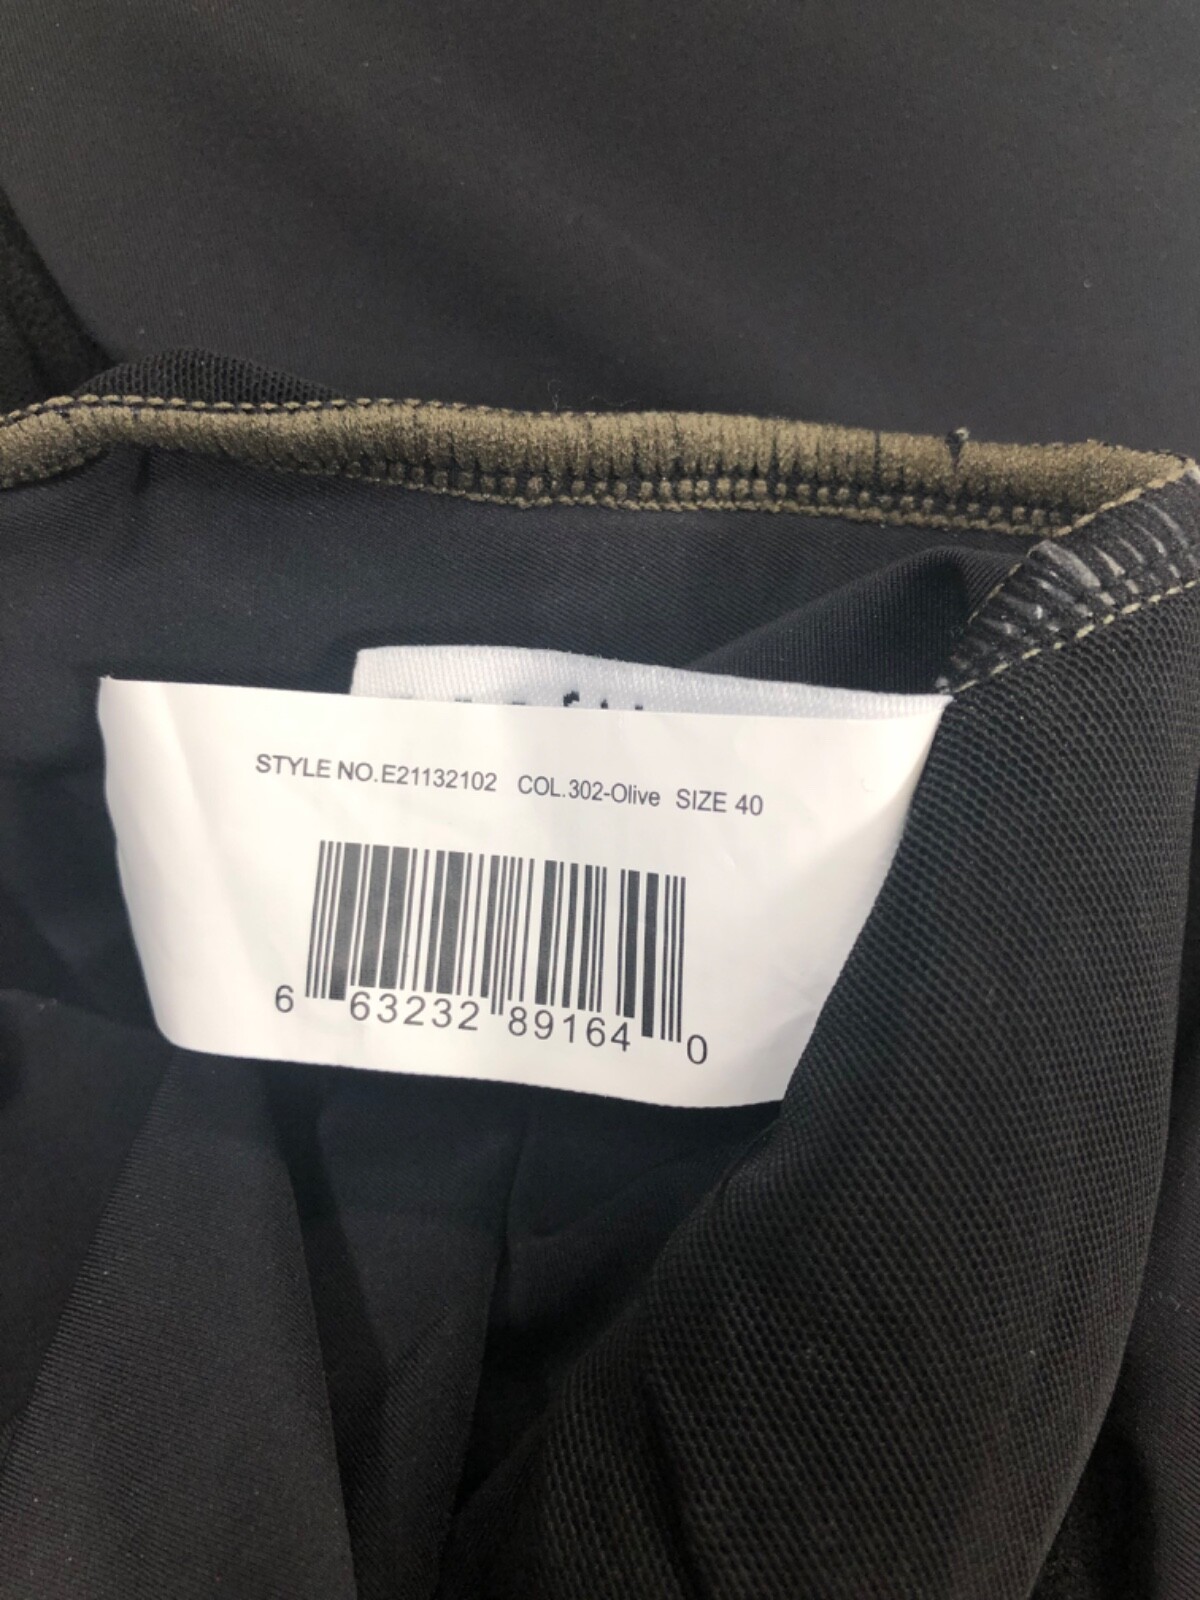 STYLE NO.E21132102 COL.302-Olive SIZE 40
6 63232 89164 0